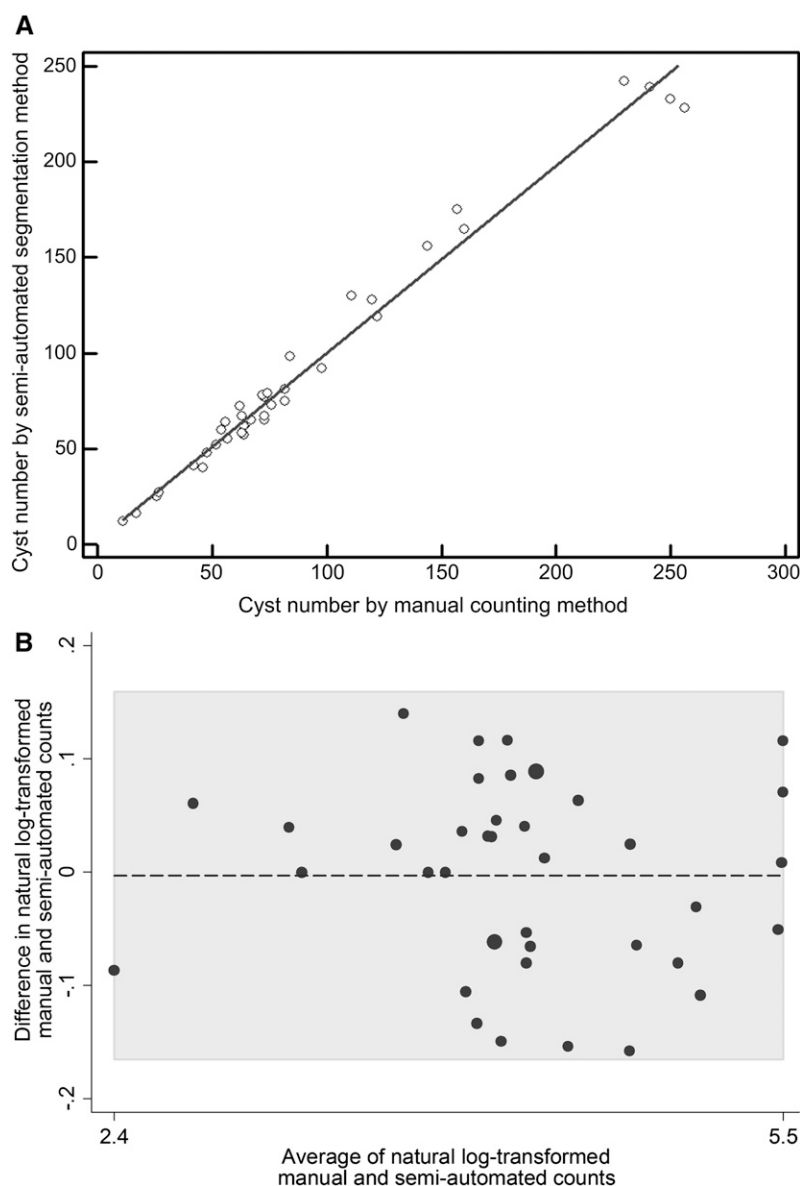 A
Cyst number by semi-automated segmentation method
250
200
150
100
50
0
0 50 100 150 200 250 300
Cyst number by manual counting method
B
Difference in natural log-transformed
manual and semi-automated counts
.2
.1
0
-.1
-.2
2.4 5.5
Average of natural log-transformed
manual and semi-automated counts